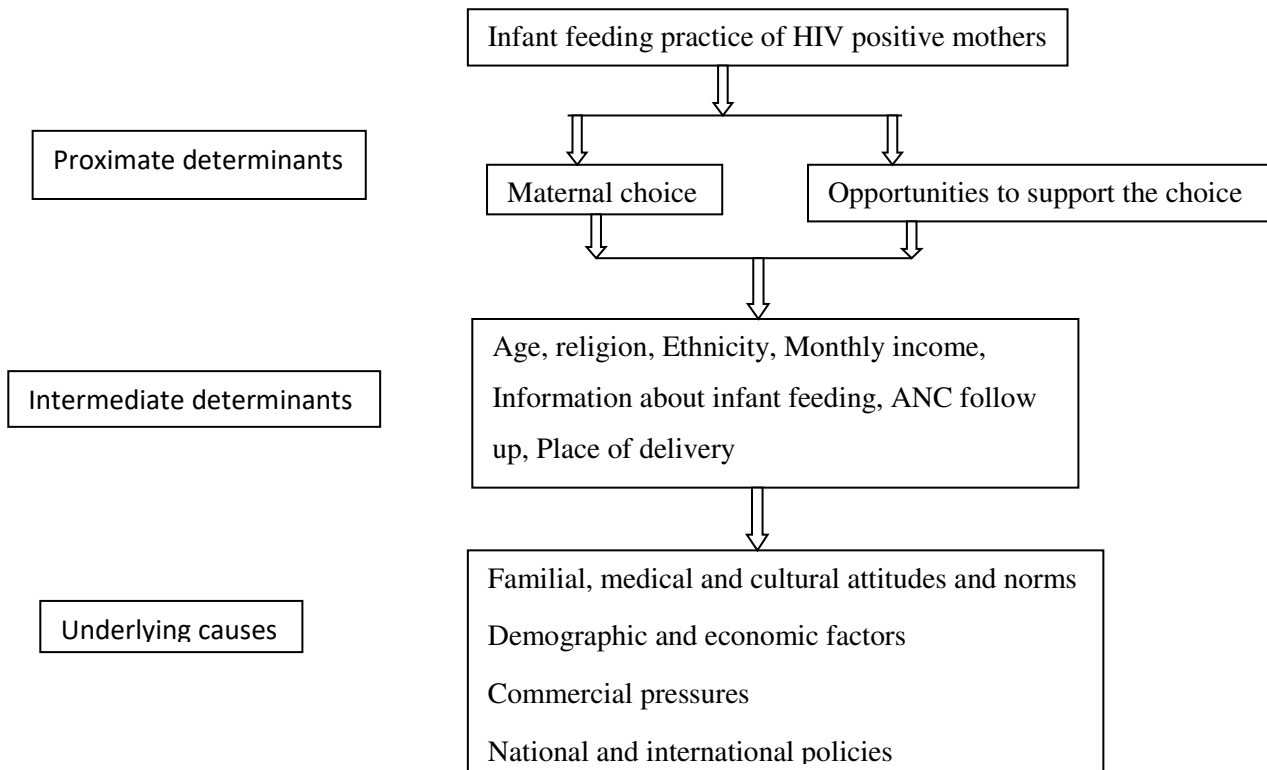 Infant feeding practice of HIV positive mothers
Proximate determinants
Maternal choice
Opportunities to support the choice
Intermediate determinants
Age, religion, Ethnicity, Monthly income,
Information about infant feeding, ANC follow
up, Place of delivery
Underlying causes
Familial, medical and cultural attitudes and norms
Demographic and economic factors
Commercial pressures
National and international policies